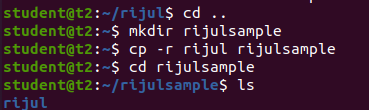 student@t2:~/rijul$ cd ..
student@t2:~$ mkdir rijulsample
student@t2:~$ cp -r rijul rijulsample
student@t2:~$ cd rijulsample
student@t2:~/rijulsample$ ls
rijul